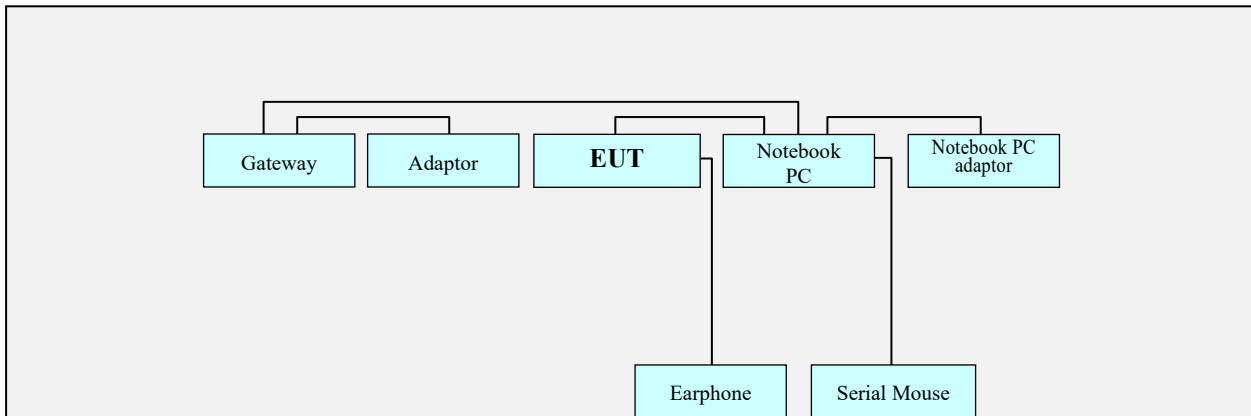 Gateway
Adaptor
EUT
Notebook
PC
Notebook PC
adaptor
Earphone
Serial Mouse